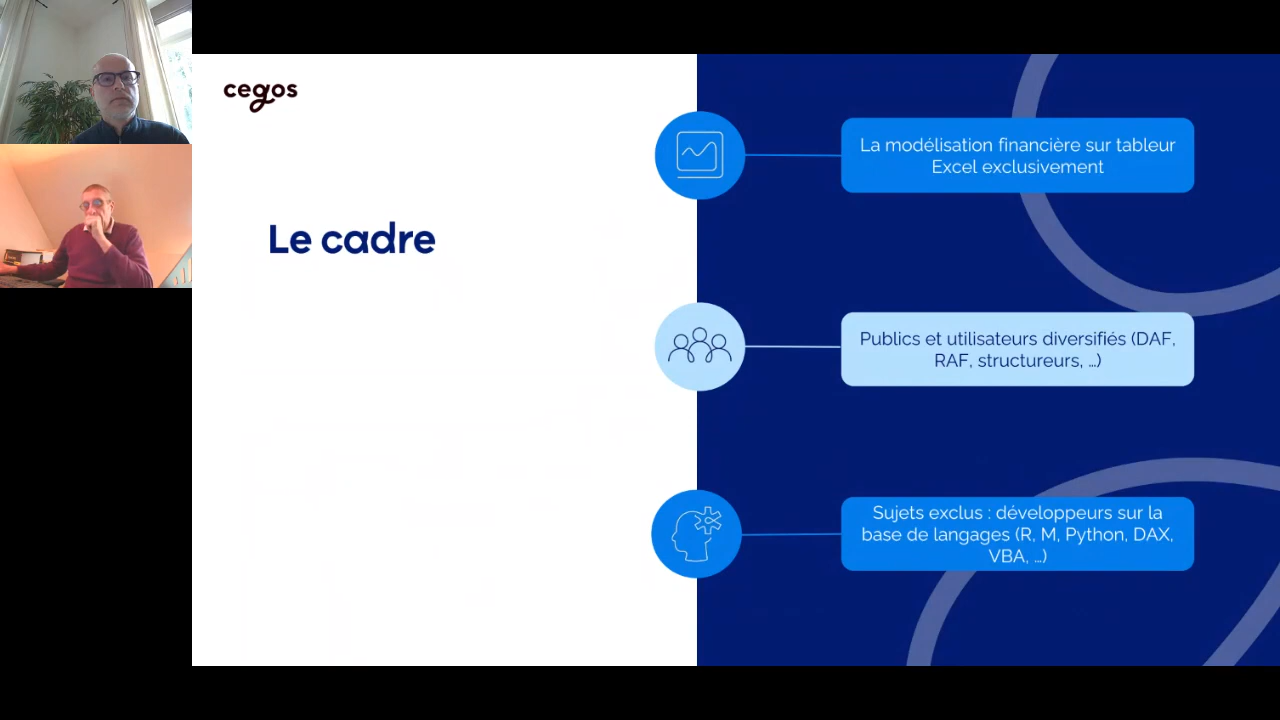 cegos
Le cadre
La modélisation financière sur tableur
Excel exclusivement
Publics et utilisateurs diversifiés (DAF,
RAF, structureurs, ...)
Sujets exclus : développeurs sur la
base de langages (R, M, Python, DAX,
VBA, ...)